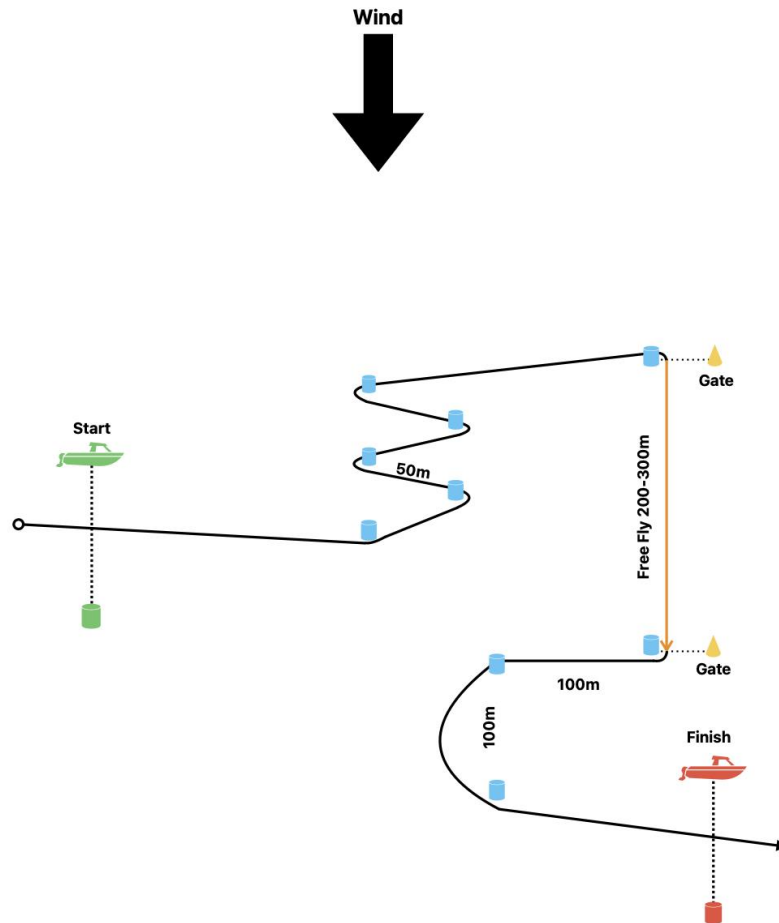 Wind
Gate
Start
50m
Free Fly 200-300m
Gate
100m
100m
Finish